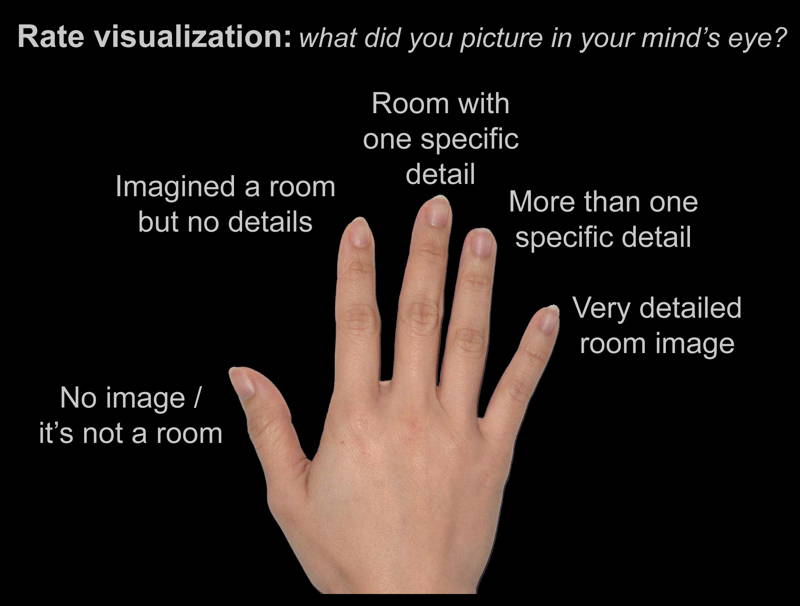 Rate visualization: what did you picture in your mind's eye?
Room with
one specific
detail
Imagined a room
but no details
More than one
specific detail
Very detailed
room image
No image /
it's not a room